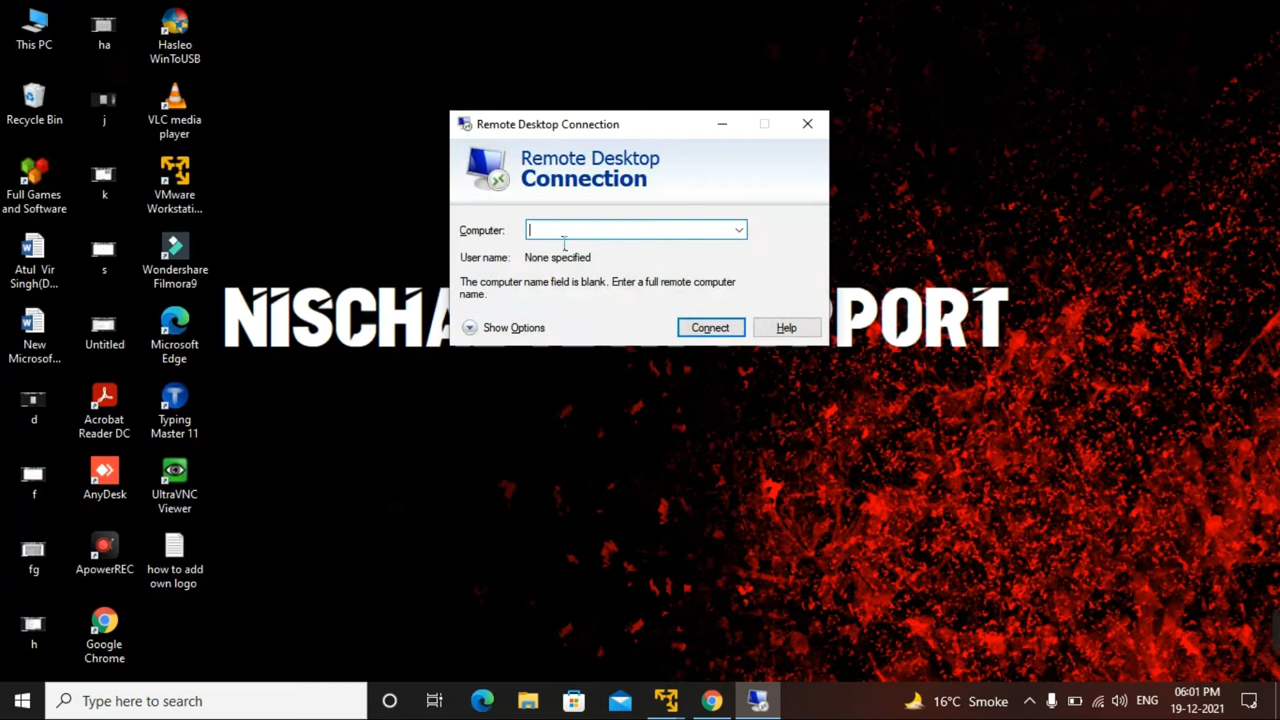 This PC
ha
Hasleo
WinToUSB
Recycle Bin
j
VLC media
player
Full Games
and Software
k
VMware
Workstati...
Atul Vir
Singh(D...
s
Wondershare
Filmora9
New
Microsof...
Untitled
Microsoft
Edge
d
Acrobat
Reader DC
Typing
Master 11
f
AnyDesk
UltraVNC
Viewer
fg
ApowerREC
how to add
own logo
h
Google
Chrome
Remote Desktop Connection
Remote Desktop
Connection
Computer:
User name: None specified
The computer name field is blank. Enter a full remote computer
name.
Show Options
Connect
Help
Type here to search
16°C Smoke
ENG
06:01 PM
19-12-2021